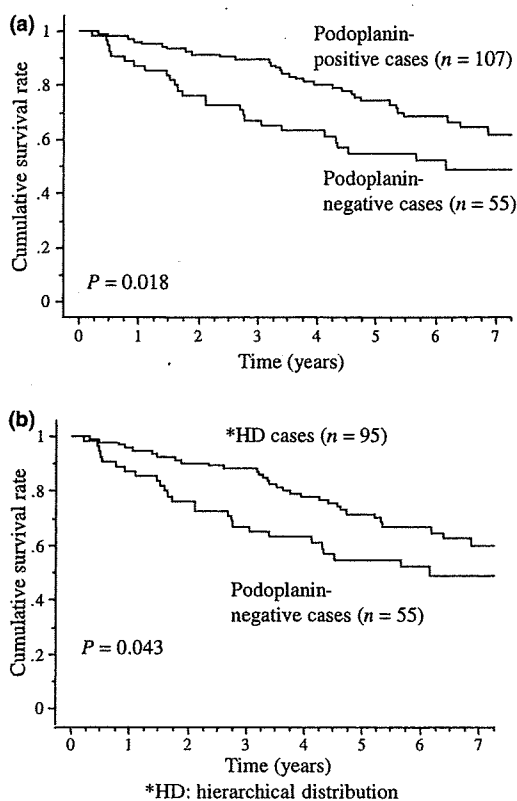 (a)
Cumulative survival rate
1
.8
.6
.4
.2
0
Podoplanin-
positive cases (n = 107)
Podoplanin-
negative cases (n = 55)
P = 0.018
0 1 2 3 4 5 6 7
Time (years)
(b)
Cumulative survival rate
1
.8
.6
.4
.2
0
*HD cases (n = 95)
Podoplanin-
negative cases (n = 55)
P = 0.043
0 1 2 3 4 5 6 7
Time (years)
*HD: hierarchical distribution